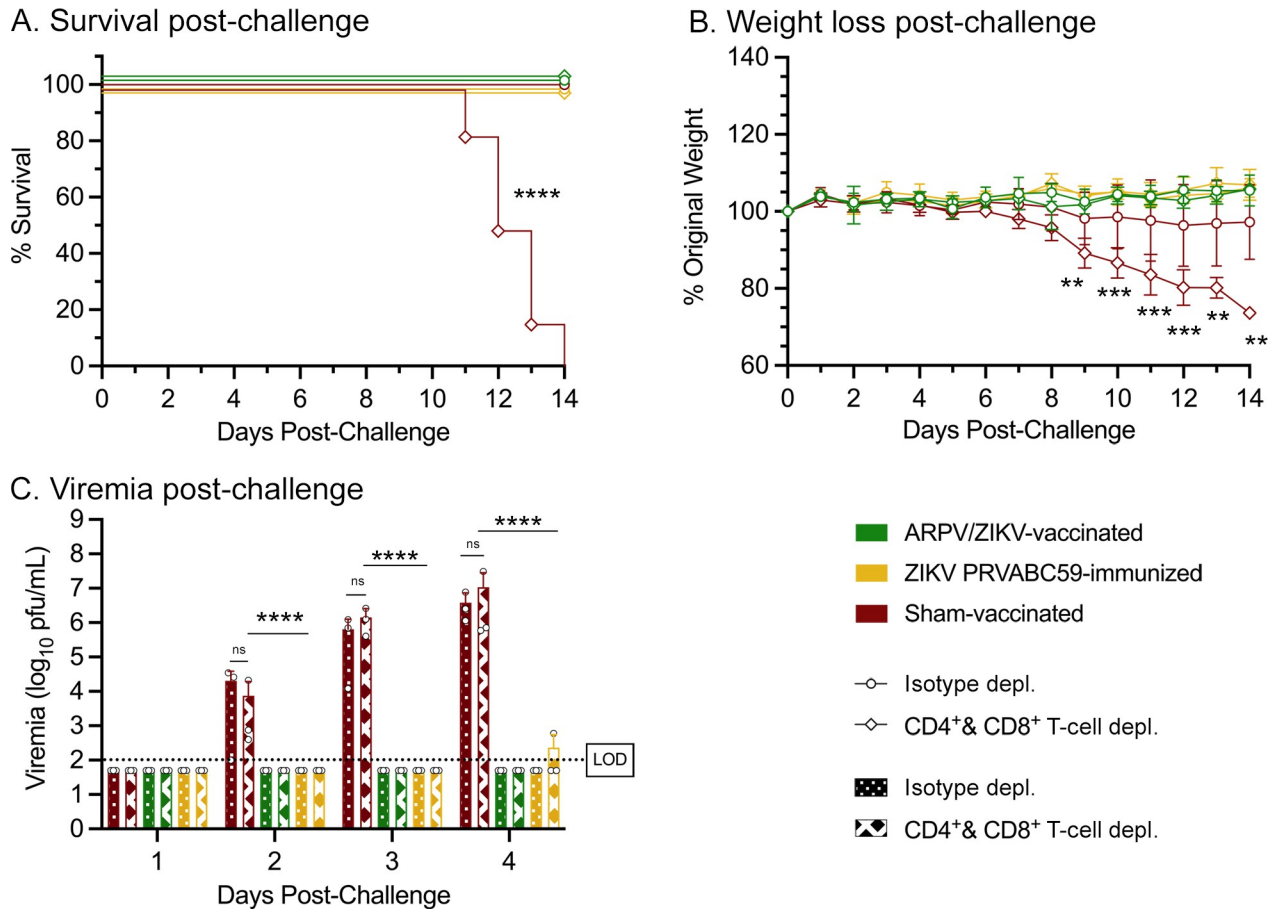 A. Survival post-challenge
% Survival
100
80
60
40
20
0
****
0 2 4 6 8 10 12 14
Days Post-Challenge
B. Weight loss post-challenge
% Original Weight
140
120
100
80
60
** *** *** *** ** **
0 2 4 6 8 10 12 14
Days Post-Challenge
C. Viremia post-challenge
Viremia (log10 pfu/mL)
9
8
7
6
5
4
3
2
1
0
ns ****
ns ****
ns ****
LOD
1 2 3 4
Days Post-Challenge
ARPV/ZIKV-vaccinated
ZIKV PRVABC59-immunized
Sham-vaccinated
Isotype depl.
CD4+& CD8+ T-cell depl.
Isotype depl.
CD4+& CD8+ T-cell depl.